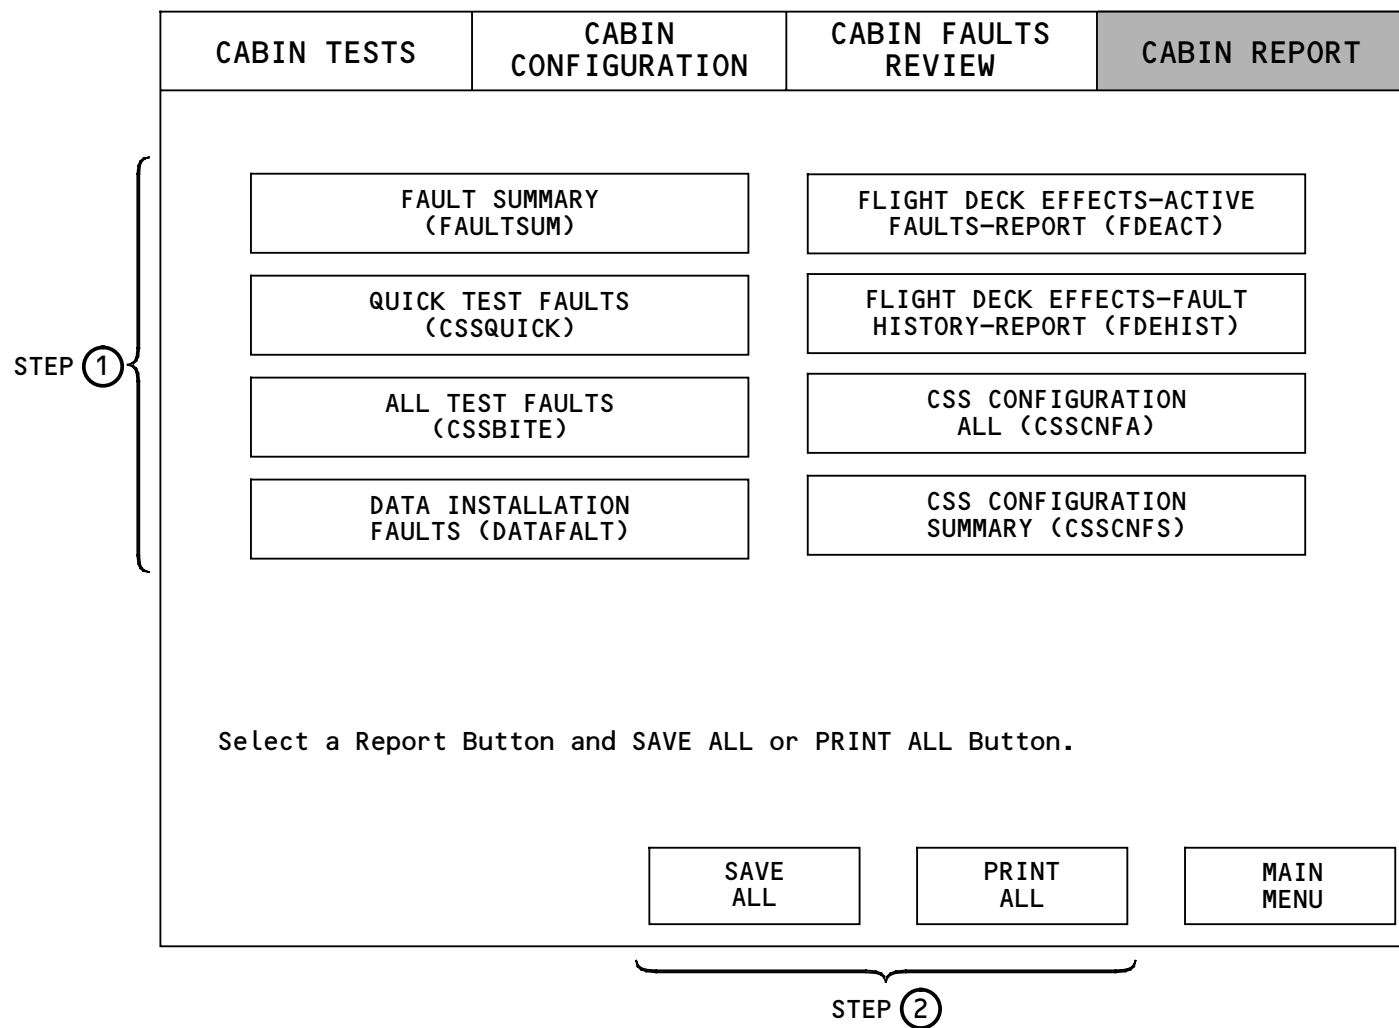 CABIN TESTS
CABIN
CONFIGURATION
CABIN FAULTS
REVIEW
CABIN REPORT
STEP 1
FAULT SUMMARY
(FAULTSUM)
FLIGHT DECK EFFECTS-ACTIVE
FAULTS-REPORT (FDEACT)
QUICK TEST FAULTS
(CSSQUICK)
FLIGHT DECK EFFECTS-FAULT
HISTORY-REPORT (FDEHIST)
ALL TEST FAULTS
(CSSBITE)
CSS CONFIGURATION
ALL (CSSCNFA)
DATA INSTALLATION
FAULTS (DATAFALT)
CSS CONFIGURATION
SUMMARY (CSSCNFS)
Select a Report Button and SAVE ALL or PRINT ALL Button.
SAVE
ALL
PRINT
ALL
MAIN
MENU
STEP 2